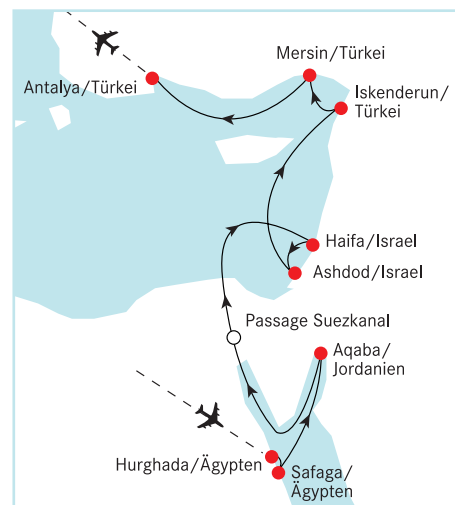 Mersin/Türkei
Antalya/Türkei
Iskenderun/
Türkei
Haifa/Israel
Ashdod/Israel
Passage Suezkanal
Aqaba/
Jordanien
Hurghada/Ägypten
Safaga/
Ägypten